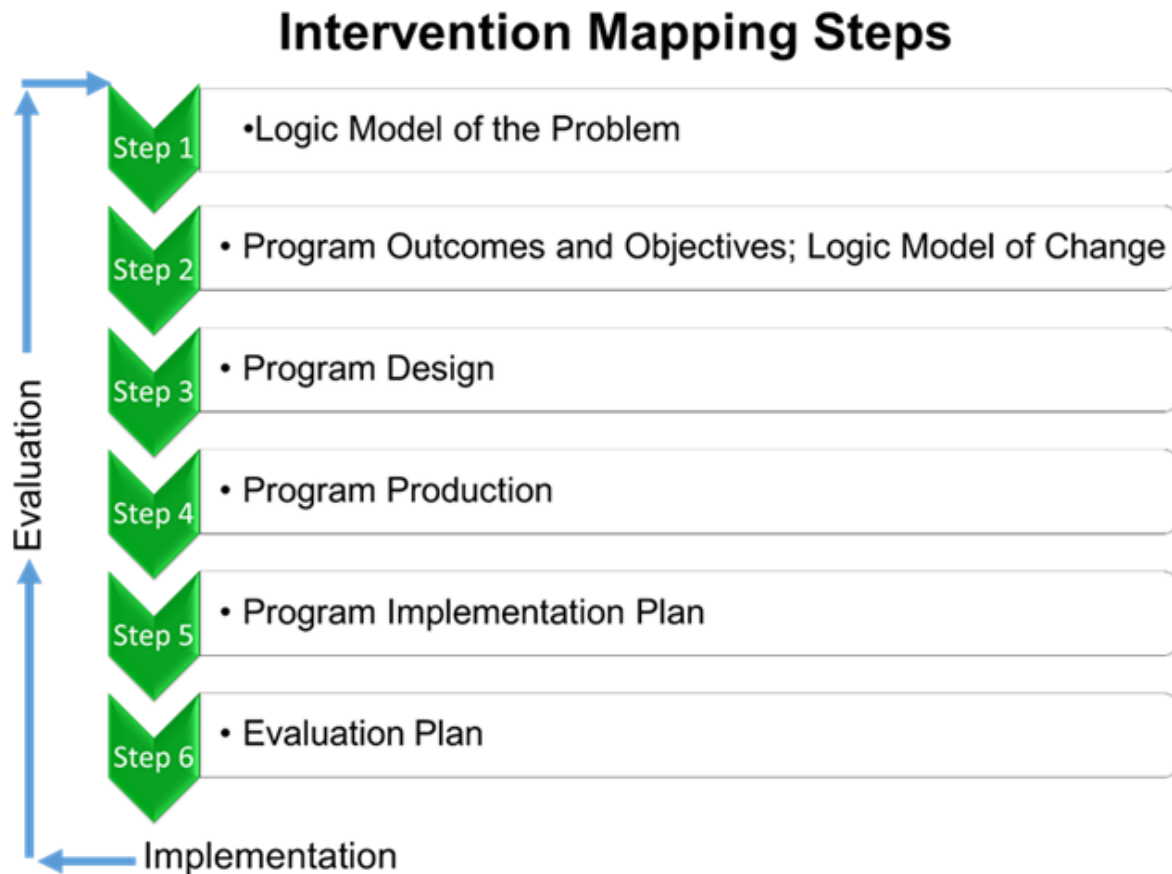 Intervention Mapping Steps
Step 1
•Logic Model of the Problem
Step 2
• Program Outcomes and Objectives; Logic Model of Change
Step 3
• Program Design
Step 4
• Program Production
Step 5
• Program Implementation Plan
Step 6
• Evaluation Plan
Evaluation
Implementation